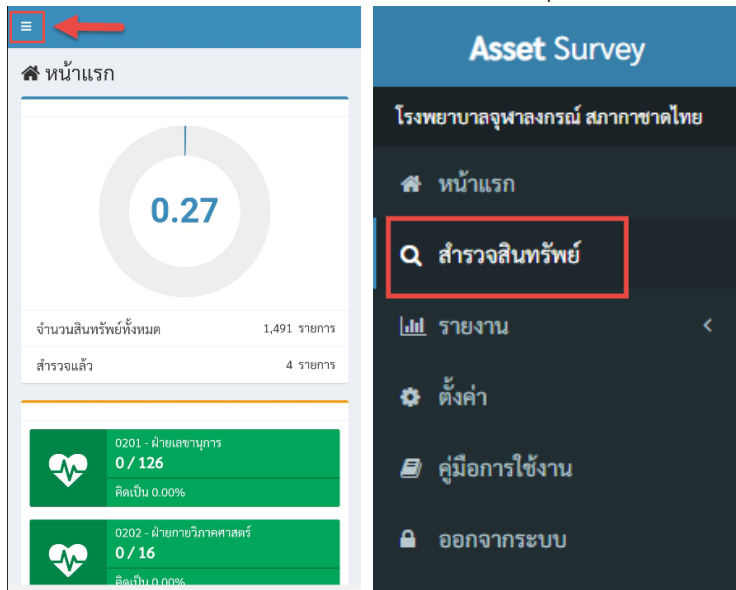 หน้าแรก
0.27
จำนวนสินทรัพย์ทั้งหมด 1,491 รายการ
สำรวจแล้ว 4 รายการ
0201 - ฝ่ายเลขานุการ
0 / 126
คิดเป็น 0.00%
0202 - ฝ่ายกายวิภาคศาสตร์
0 / 16
คิดเป็น 0.00%
Asset Survey
โรงพยาบาลจุฬาลงกรณ์ สภากาชาดไทย
หน้าแรก
สำรวจสินทรัพย์
รายงาน
ตั้งค่า
คู่มือการใช้งาน
ออกจากระบบ